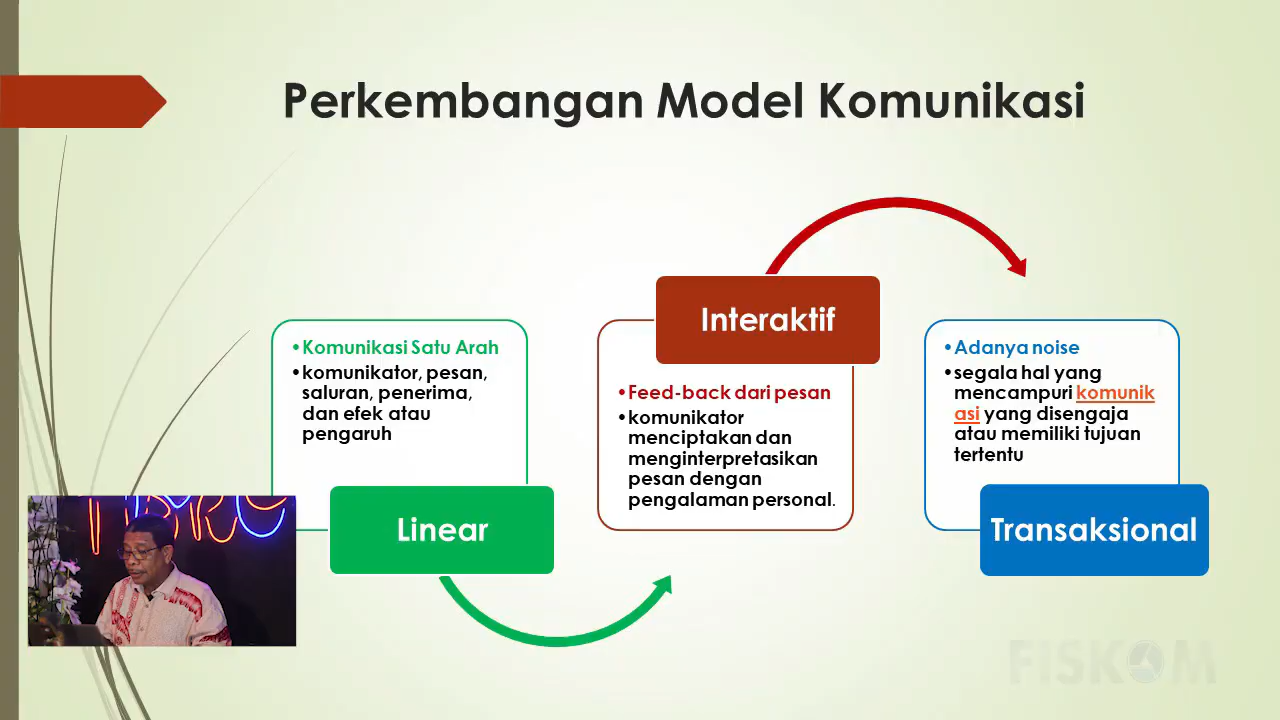 Perkembangan Model Komunikasi
•Komunikasi Satu Arah
•komunikator, pesan,
saluran, penerima,
dan efek atau
pengaruh
Linear
Interaktif
•Feed-back dari pesan
•komunikator
menciptakan dan
menginterpretasikan
pesan dengan
pengalaman personal.
•Adanya noise
•segala hal yang
mencampuri komunik
asi yang disengaja
atau memiliki tujuan
tertentu
Transaksional
FISKOM